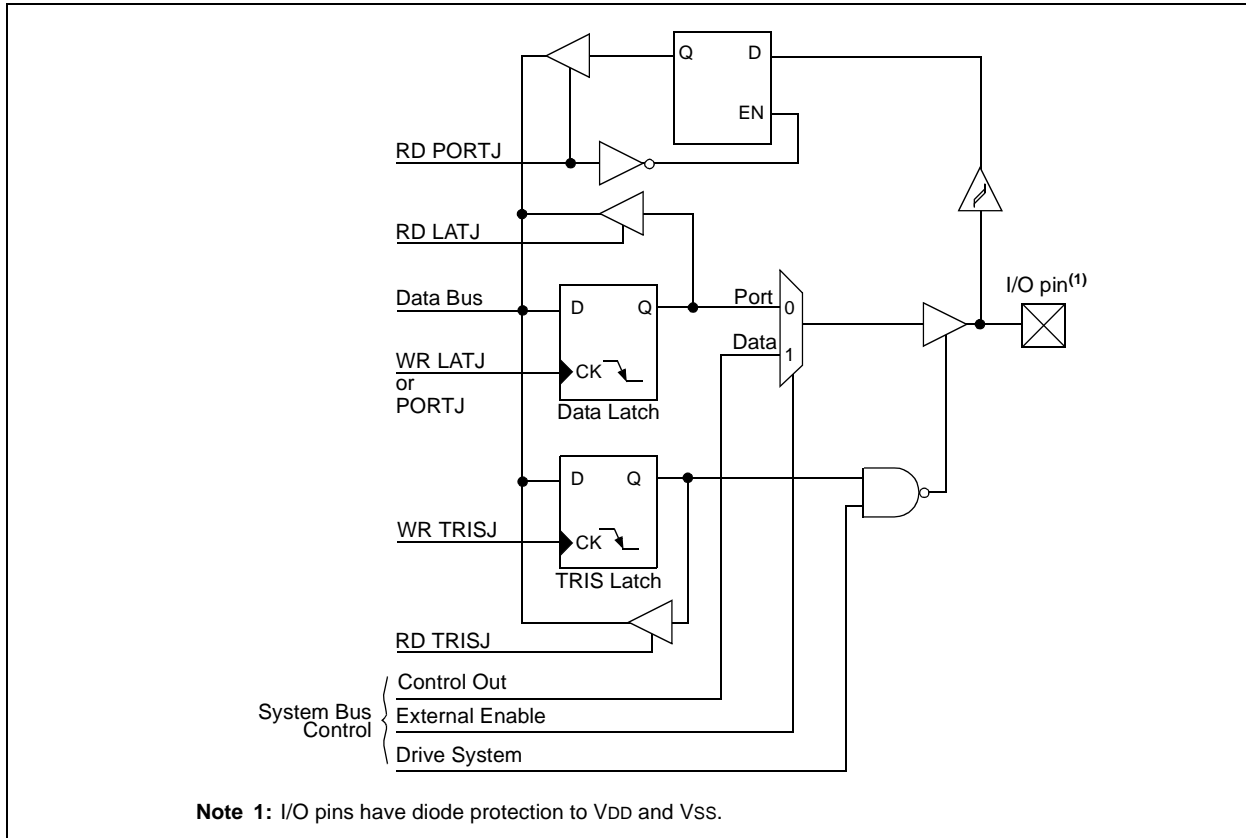 Q D
EN
RD PORTJ
RD LATJ
I/O pin(1)
Data Bus
D Q
Port 0
Data 1
WR LATJ
or
PORTJ
CK
Data Latch
D Q
WR TRISJ
CK
TRIS Latch
RD TRISJ
System Bus
Control
Control Out
External Enable
Drive System
Note 1: I/O pins have diode protection to VDD and VSS.